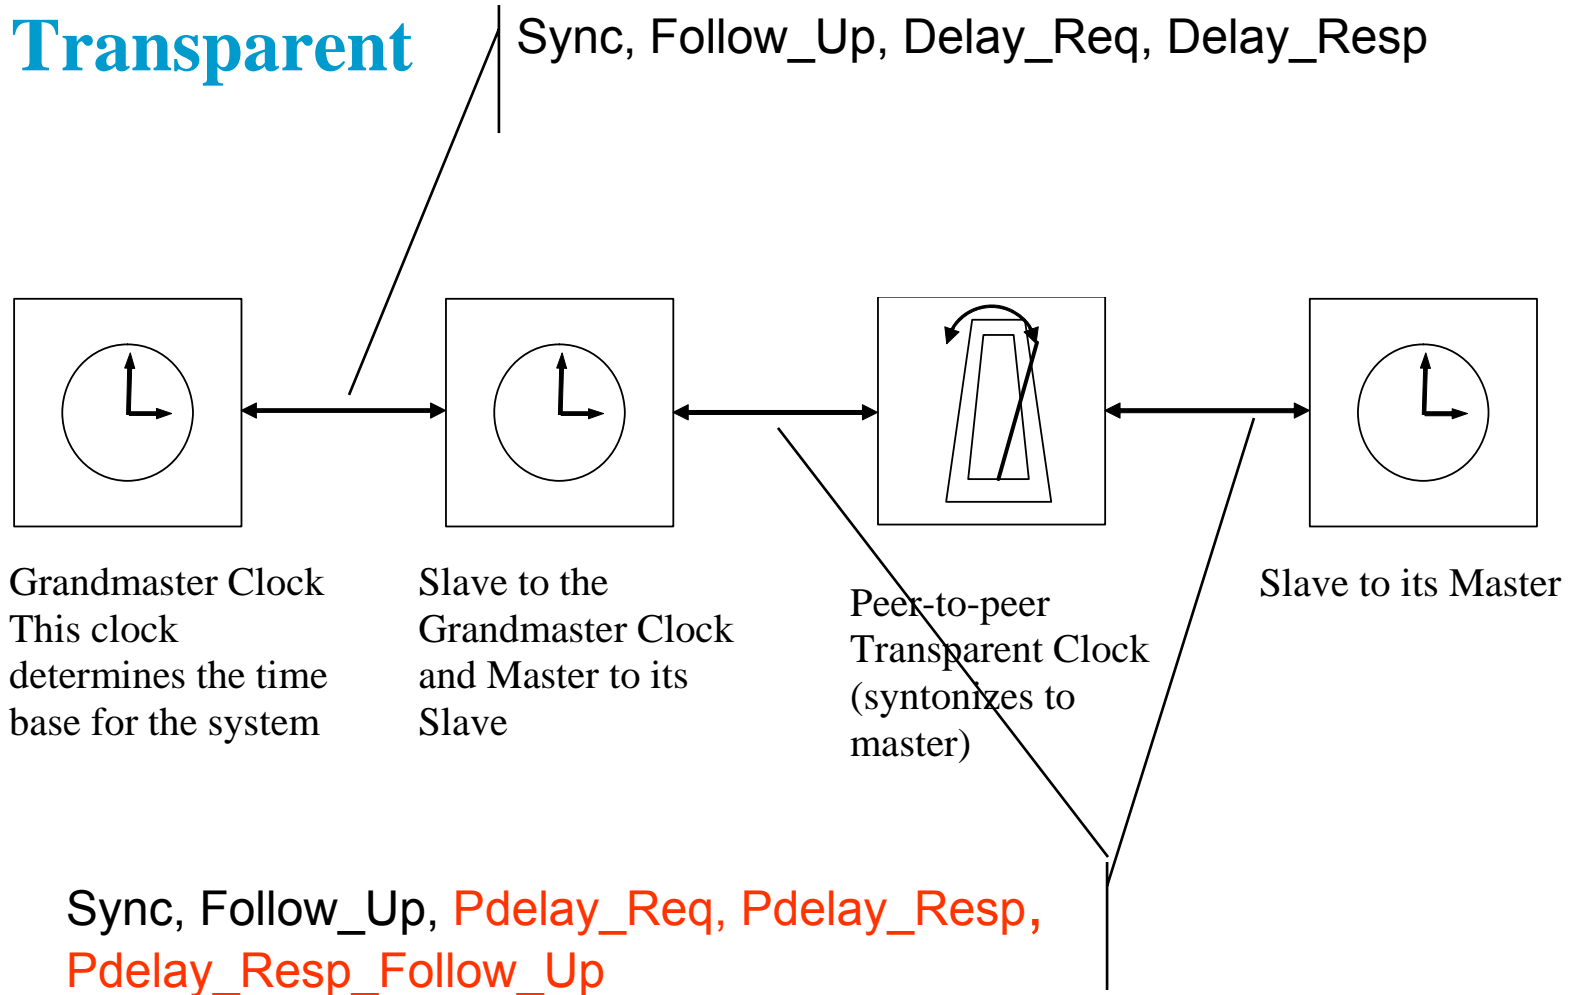 Transparent
Sync, Follow_Up, Delay_Req, Delay_Resp
Grandmaster Clock
This clock
determines the time
base for the system
Slave to the
Grandmaster Clock
and Master to its
Slave
Peer-to-peer
Transparent Clock
(syntonizes to
master)
Slave to its Master
Sync, Follow_Up, Pdelay_Req, Pdelay_Resp,
Pdelay_Resp_Follow_Up